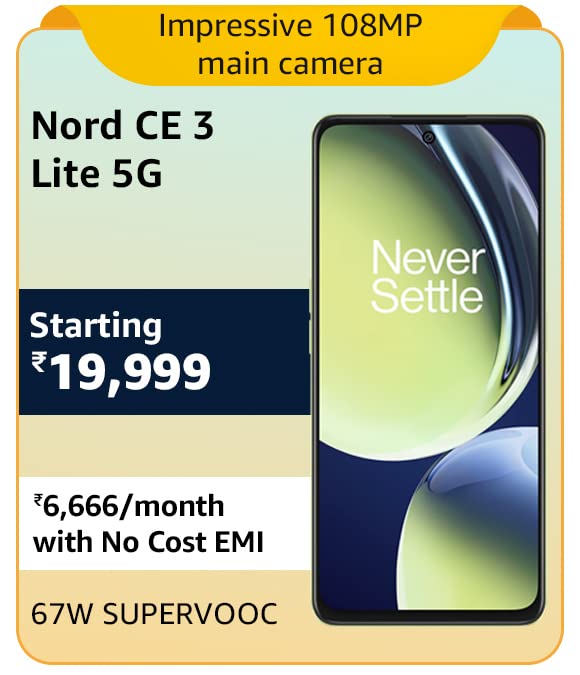 Impressive 108MP
main camera
Nord CE 3
Lite 5G
Never
Settle
Starting
₹19,999
₹6,666/month
with No Cost EMI
67W SUPERVOOC